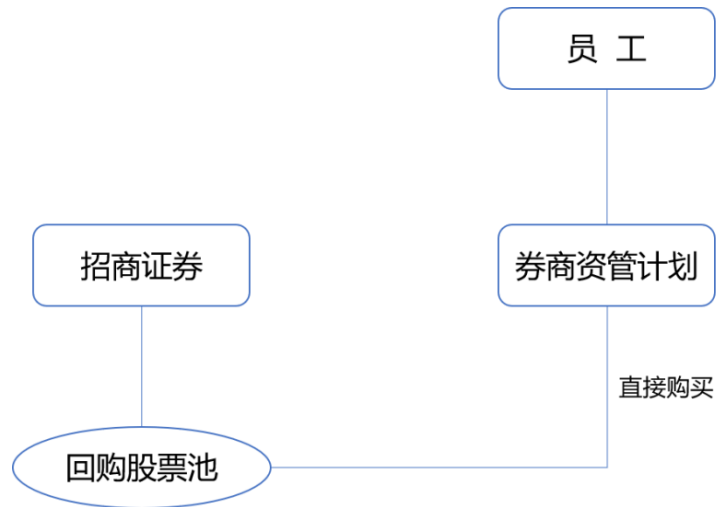 员 工
招商证券
券商资管计划
直接购买
回购股票池